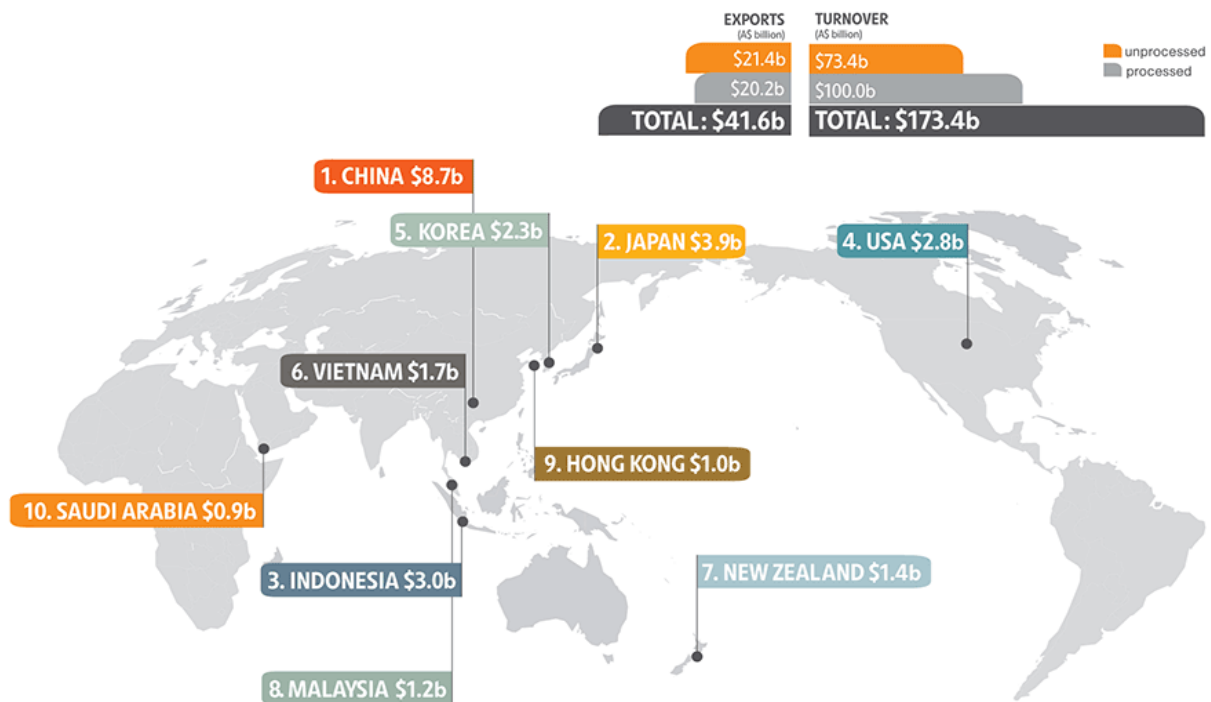 EXPORTS
(A$ billion)
TURNOVER
(A$ billion)
$21.4b
$73.4b
unprocessed
$20.2b
$100.0b
processed
TOTAL: $41.6b
TOTAL: $173.4b
1. CHINA $8.7b
5. KOREA $2.3b
2. JAPAN $3.9b
4. USA $2.8b
6. VIETNAM $1.7b
9. HONG KONG $1.0b
10. SAUDI ARABIA $0.9b
3. INDONESIA $3.0b
7. NEW ZEALAND $1.4b
8. MALAYSIA $1.2b